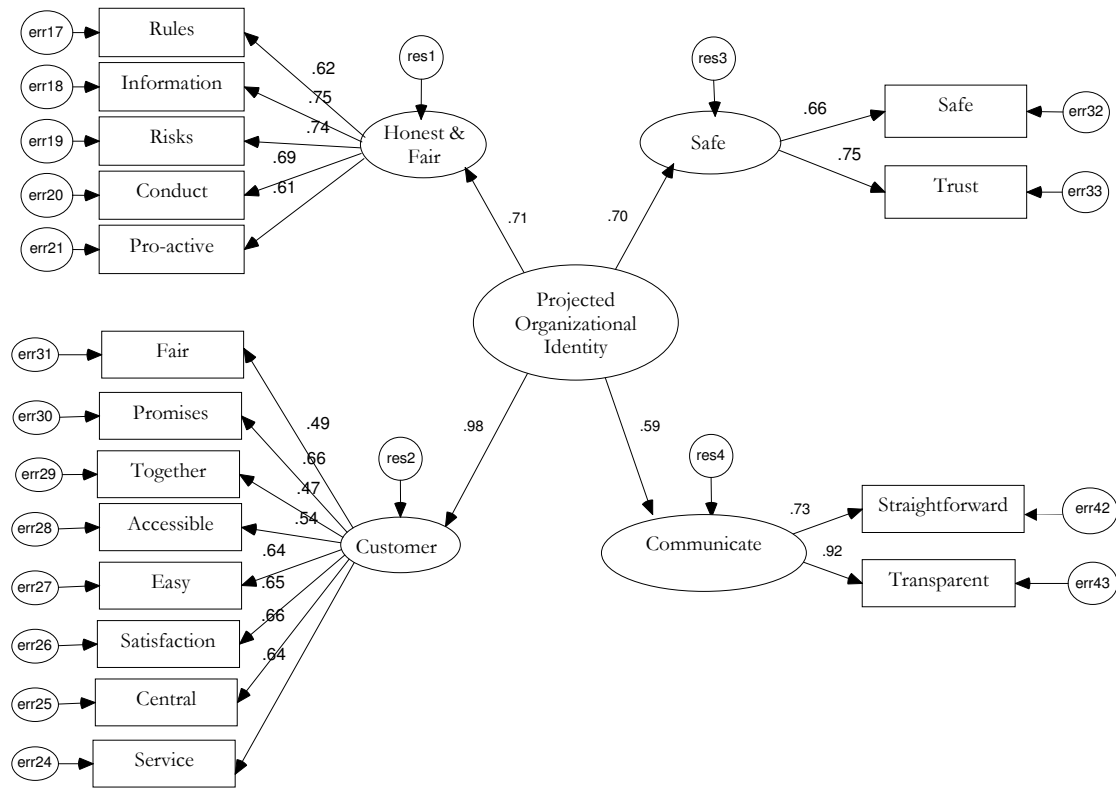 err17
Rules
err18
Information
err19
Risks
err20
Conduct
err21
Pro-active
.62
.75
.74
.69
.61
res1
Honest &
Fair
.71
res3
Safe
.70
.66
.75
Safe
Trust
err32
err33
Projected
Organizational
Identity
err31
Fair
err30
Promises
err29
Together
err28
Accessible
err27
Easy
err26
Satisfaction
err25
Central
err24
Service
.49
.66
.47
.54
.64
.65
.66
.64
res2
Customer
.98
.59
res4
Communicate
.73
.92
Straightforward
Transparent
err42
err43